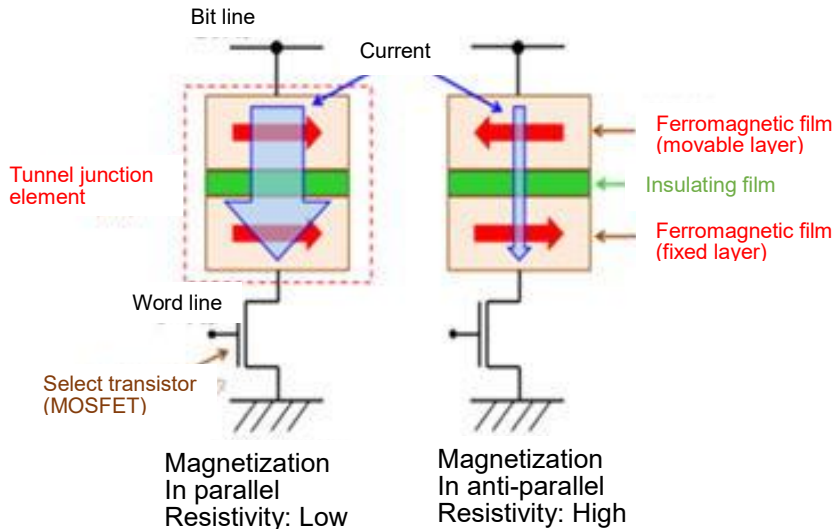 Bit line
Current
Tunnel junction
element
Ferromagnetic film
(movable layer)
Insulating film
Ferromagnetic film
(fixed layer)
Word line
Select transistor
(MOSFET)
Magnetization
In parallel
Resistivity: Low
Magnetization
In anti-parallel
Resistivity: High